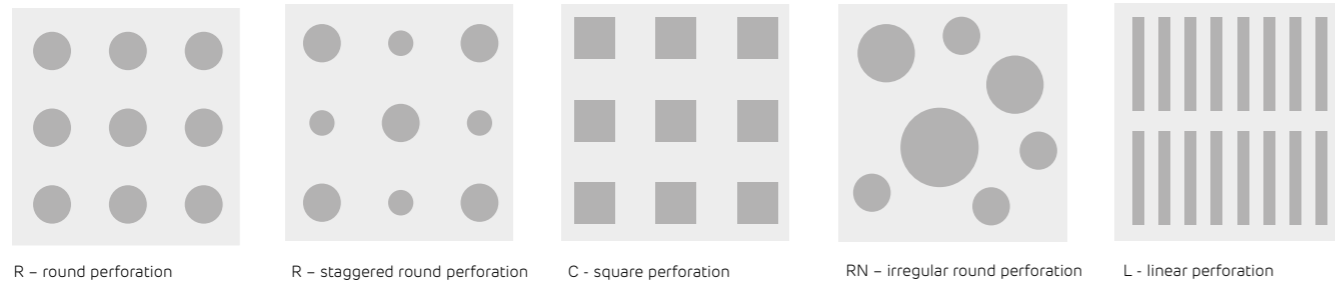 R – round perforation
R – staggered round perforation
C - square perforation
RN – irregular round perforation
L - linear perforation